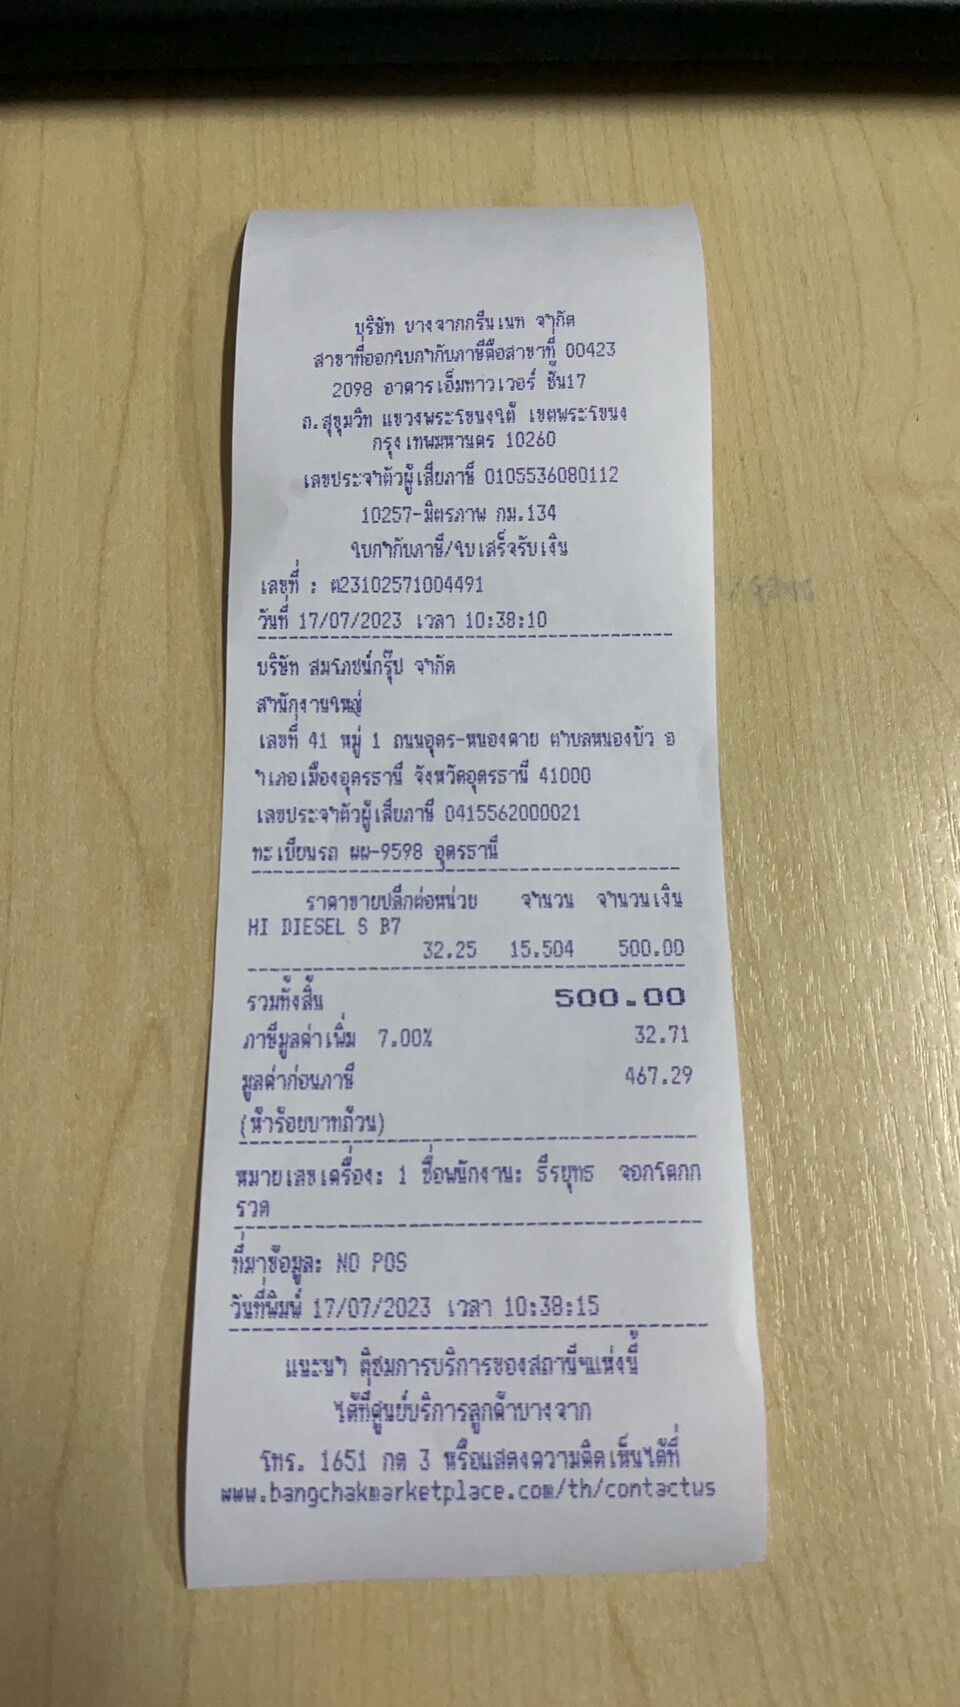 บริษัท บางจากกรีนเนท จำกัด
สาขาที่ออกใบกำกับภาษีคือสาขาที่ 00423
2098 อาคารเอ็มทาวเวอร์ ชั้น17
ถ.สุขุมวิท แขวงพระโขนงใต้ เขตพระโขนง
กรุงเทพมหานคร 10260
เลขประจำตัวผู้เสียภาษี 0105536080112
10257-มิตรภาพ กม.134
ใบกำกับภาษี/ใบเสร็จรับเงิน
เลขที่ : ต23102571004491
วันที่ 17/07/2023 เวลา 10:38:10
บริษัท สมโภชน์กรุ๊ป จำกัด
สำนักงานใหญ่
เลขที่ 41 หมู่ 1 ถนนอุดร-หนองคาย ตำบลหนองบัว อ
ำเภอเมืองอุดรธานี จังหวัดอุดรธานี 41000
เลขประจำตัวผู้เสียภาษี 0415562000021
ทะเบียนรถ ผผ-9598 อุดรธานี
ราคาขายปลีกต่อหน่วย จำนวน จำนวนเงิน
HI DIESEL S B7
32.25 15.504 500.00
รวมทั้งสิ้น 500.00
ภาษีมูลค่าเพิ่ม 7.00% 32.71
มูลค่าก่อนภาษี 467.29
(ห้าร้อยบาทถ้วน)
หมายเลขเครื่อง: 1 ชื่อพนักงาน: ธีรยุทธ จอกโคกก
รวด
ที่มาข้อมูล: NO POS
วันที่พิมพ์ 17/07/2023 เวลา 10:38:15
แนะนำ ติชมการบริการของสถานีฯแห่งนี้
ได้ที่ศูนย์บริการลูกค้าบางจาก
โทร. 1651 กด 3 หรือแสดงความคิดเห็นได้ที่
www.bangchakmarketplace.com/th/contactus